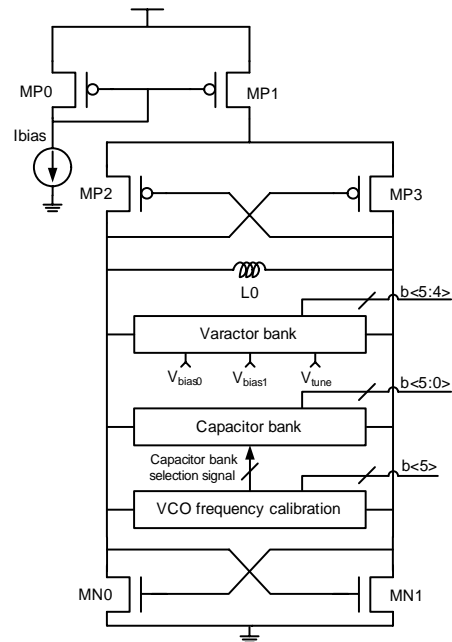 MP0
MP1
Ibias
MP2
MP3
L0
b<5:4>
Varactor bank
Vbias0
Vbias1
Vtune
b<5:0>
Capacitor bank
Capacitor bank
selection signal
b<5>
VCO frequency calibration
MN0
MN1